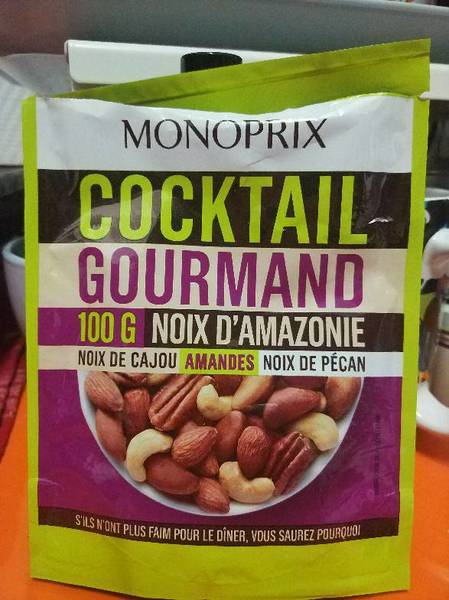 MONOPRIX
COCKTAIL
GOURMAND
100 G NOIX D'AMAZONIE
NOIX DE CAJOU AMANDES NOIX DE PÉCAN
S'ILS N'ONT PLUS FAIM POUR LE DÎNER, VOUS SAUREZ POURQUOI